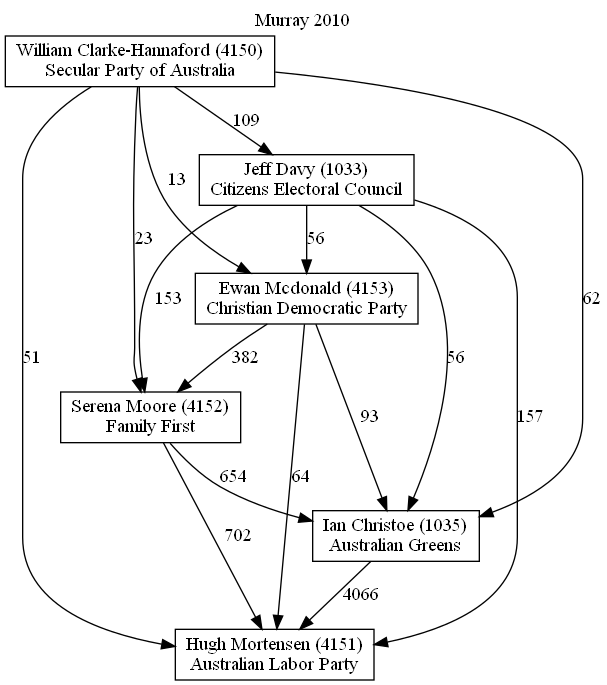 Murray 2010
William Clarke-Hannaford (4150)
Secular Party of Australia
109
Jeff Davy (1033)
Citizens Electoral Council
13
23
56
153
62
Ewan Mcdonald (4153)
Christian Democratic Party
51
382
56
Serena Moore (4152)
Family First
93
157
654
64
702
Ian Christoe (1035)
Australian Greens
4066
Hugh Mortensen (4151)
Australian Labor Party